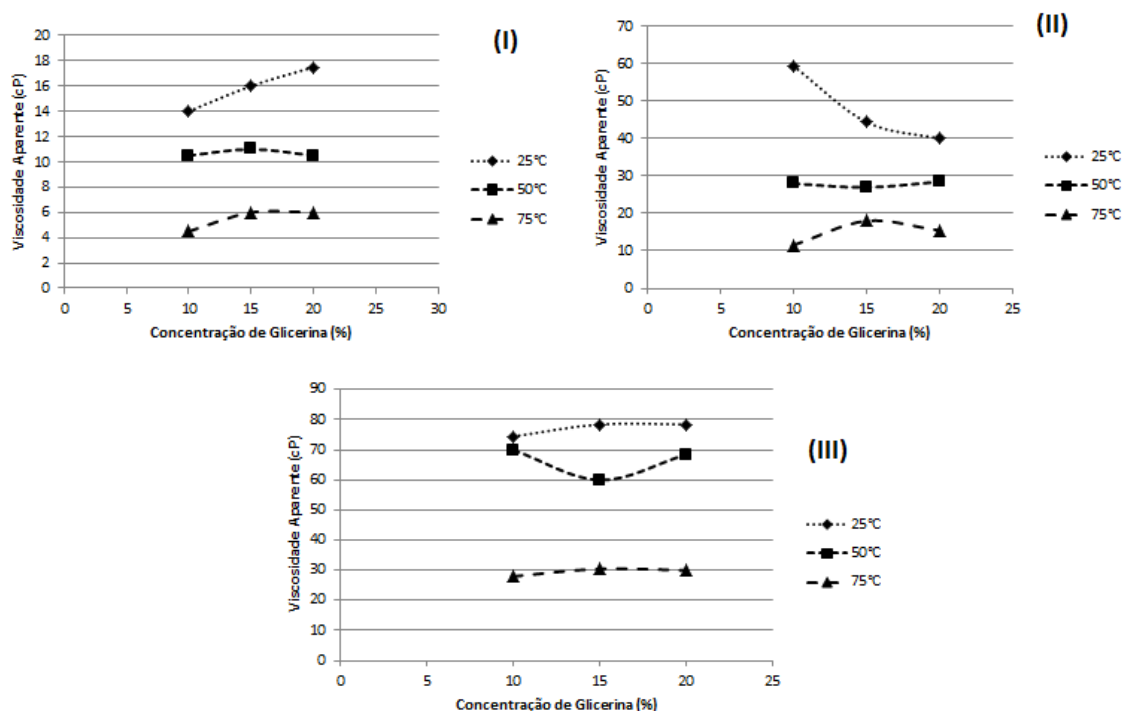 (I)
Viscosidade Aparente (cP)
20
18
16
14
12
10
8
6
4
2
0
0 5 10 15 20 25 30
Concentração de Glicerina (%)
25°C
50°C
75°C
(II)
Viscosidade Aparente (cP)
70
60
50
40
30
20
10
0
0 5 10 15 20 25
Concentração de Glicerina (%)
25°C
50°C
75°C
(III)
Viscosidade Aparente (cP)
90
80
70
60
50
40
30
20
10
0
0 5 10 15 20 25
Concentração de Glicerina (%)
25°C
50°C
75°C